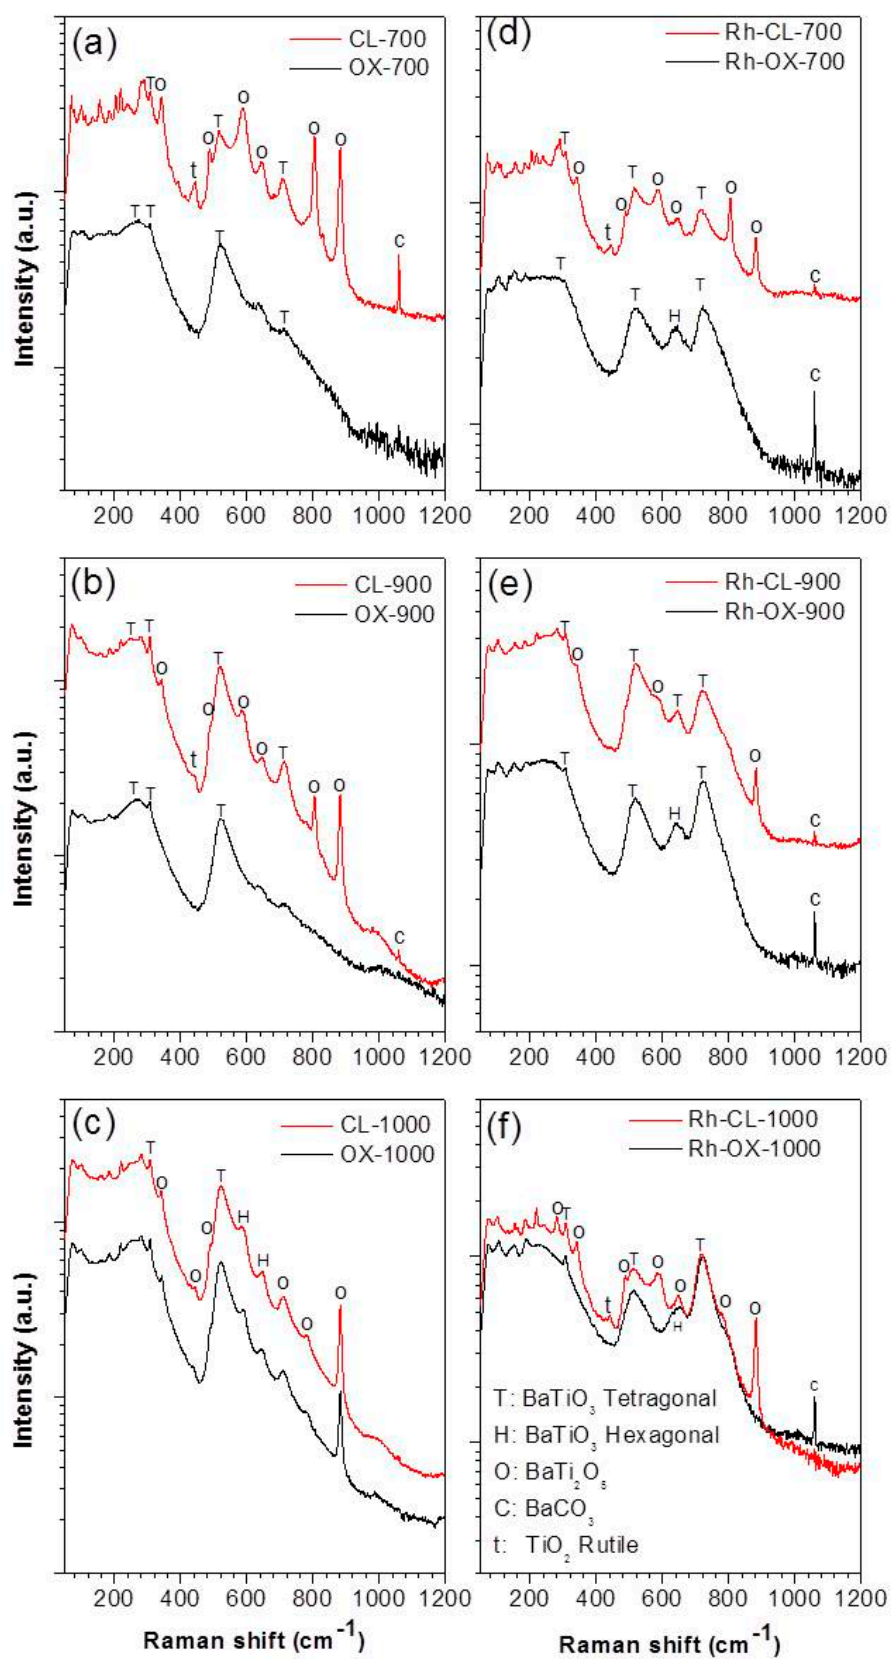 (a)
CL-700
OX-700
T O t O T O O T O O C
T T T T
Intensity (a.u.)
200 400 600 800 1000 1200
(d)
Rh-CL-700
Rh-OX-700
T O t O T O O T O O C
T T H T C
200 400 600 800 1000 1200
(b)
CL-900
OX-900
T T O t O T O O T O O C
T T T
Intensity (a.u.)
200 400 600 800 1000 1200
(e)
Rh-CL-900
Rh-OX-900
T O T O T T O C
T T H T C
200 400 600 800 1000 1200
(c)
CL-1000
OX-1000
T O O O T H H O O O
Intensity (a.u.)
200 400 600 800 1000 1200
Raman shift (cm⁻¹)
(f)
Rh-CL-1000
Rh-OX-1000
O T O t O T O O T O O
H C
T: BaTiO₃ Tetragonal
H: BaTiO₃ Hexagonal
O: BaTi₂O₅
C: BaCO₃
t: TiO₂ Rutile
200 400 600 800 1000 1200
Raman shift (cm⁻¹)